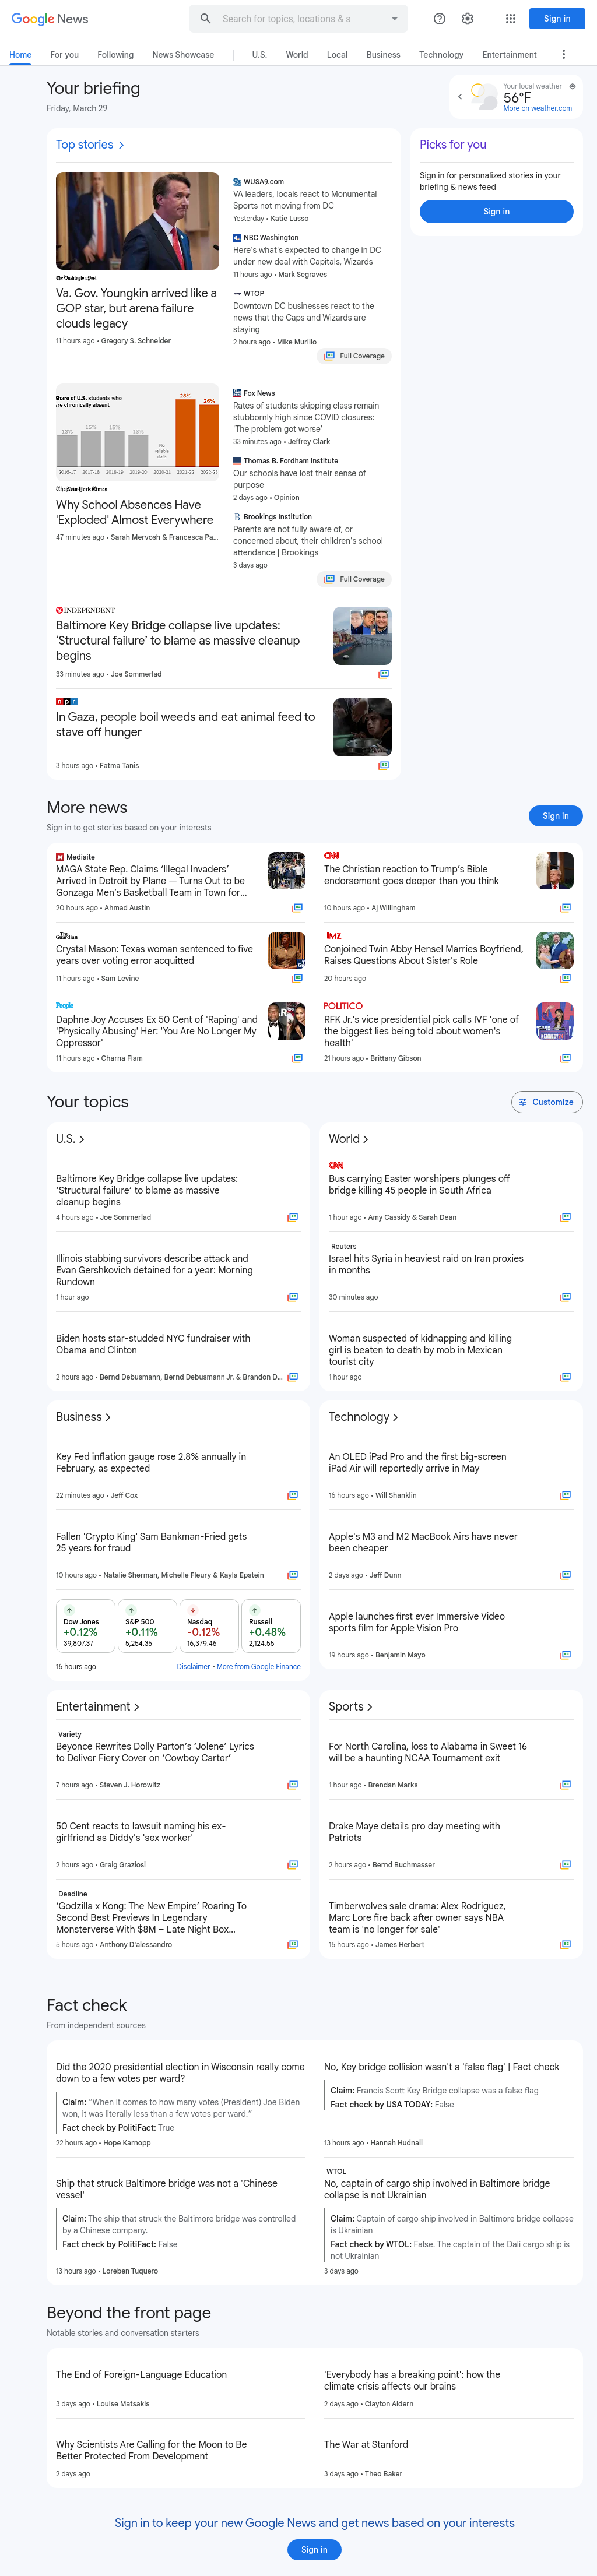 Google News
Search for topics, locations & s
Sign in
Home
For you
Following
News Showcase
U.S.
World
Local
Business
Technology
Entertainment
Your briefing
Friday, March 29
Your local weather
56°F
More on weather.com
Top stories
The Washington Post
Va. Gov. Youngkin arrived like a
GOP star, but arena failure
clouds legacy
11 hours ago • Gregory S. Schneider
WUSA9.com
VA leaders, locals react to Monumental
Sports not moving from DC
Yesterday • Katie Lusso
NBC Washington
Here's what's expected to change in DC
under new deal with Capitals, Wizards
11 hours ago • Mark Segraves
WTOP
Downtown DC businesses react to the
news that the Caps and Wizards are
staying
2 hours ago • Mike Murillo
Full Coverage
Picks for you
Sign in for personalized stories in your
briefing & news feed
Sign in
Share of U.S. students who
are chronically absent
13%
15%
15%
13%
No
reliable
data
28%
26%
2016-17
2017-18
2018-19
2019-20
2020-21
2021-22
2022-23
The New York Times
Why School Absences Have
'Exploded' Almost Everywhere
47 minutes ago • Sarah Mervosh & Francesca Pa...
Fox News
Rates of students skipping class remain
stubbornly high since COVID closures:
'The problem got worse'
33 minutes ago • Jeffrey Clark
Thomas B. Fordham Institute
Our schools have lost their sense of
purpose
2 days ago • Opinion
Brookings Institution
Parents are not fully aware of, or
concerned about, their children's school
attendance | Brookings
3 days ago
Full Coverage
INDEPENDENT
Baltimore Key Bridge collapse live updates:
'Structural failure' to blame as massive cleanup
begins
33 minutes ago • Joe Sommerlad
npr
In Gaza, people boil weeds and eat animal feed to
stave off hunger
3 hours ago • Fatma Tanis
More news
Sign in to get stories based on your interests
Sign in
Mediaite
MAGA State Rep. Claims ‘Illegal Invaders’
Arrived in Detroit by Plane — Turns Out to be
Gonzaga Men’s Basketball Team in Town for...
20 hours ago • Ahmad Austin
CNN
The Christian reaction to Trump’s Bible
endorsement goes deeper than you think
10 hours ago • Aj Willingham
The Guardian
Crystal Mason: Texas woman sentenced to five
years over voting error acquitted
11 hours ago • Sam Levine
TMZ
Conjoined Twin Abby Hensel Marries Boyfriend,
Raises Questions About Sister's Role
20 hours ago
People
Daphne Joy Accuses Ex 50 Cent of 'Raping' and
'Physically Abusing' Her: 'You Are No Longer My
Oppressor'
11 hours ago • Charna Flam
POLITICO
RFK Jr.'s vice presidential pick calls IVF 'one of
the biggest lies being told about women's
health'
21 hours ago • Brittany Gibson
KENNEDY
Your topics
Customize
U.S.
Baltimore Key Bridge collapse live updates:
‘Structural failure’ to blame as massive
cleanup begins
4 hours ago • Joe Sommerlad
Illinois stabbing survivors describe attack and
Evan Gershkovich detained for a year: Morning
Rundown
1 hour ago
Biden hosts star-studded NYC fundraiser with
Obama and Clinton
2 hours ago • Bernd Debusmann, Bernd Debusmann Jr. & Brandon D...
World
CNN
Bus carrying Easter worshipers plunges off
bridge killing 45 people in South Africa
1 hour ago • Amy Cassidy & Sarah Dean
Reuters
Israel hits Syria in heaviest raid on Iran proxies
in months
30 minutes ago
Woman suspected of kidnapping and killing
girl is beaten to death by mob in Mexican
tourist city
1 hour ago
Business
Key Fed inflation gauge rose 2.8% annually in
February, as expected
22 minutes ago • Jeff Cox
Fallen 'Crypto King' Sam Bankman-Fried gets
25 years for fraud
10 hours ago • Natalie Sherman, Michelle Fleury & Kayla Epstein
Dow Jones
+0.12%
39,807.37
S&P 500
+0.11%
5,254.35
Nasdaq
-0.12%
16,379.46
Russell
+0.48%
2,124.55
16 hours ago
Disclaimer • More from Google Finance
Technology
An OLED iPad Pro and the first big-screen
iPad Air will reportedly arrive in May
16 hours ago • Will Shanklin
Apple's M3 and M2 MacBook Airs have never
been cheaper
2 days ago • Jeff Dunn
Apple launches first ever Immersive Video
sports film for Apple Vision Pro
19 hours ago • Benjamin Mayo
Entertainment
Variety
Beyonce Rewrites Dolly Parton’s ‘Jolene’ Lyrics
to Deliver Fiery Cover on ‘Cowboy Carter’
7 hours ago • Steven J. Horowitz
50 Cent reacts to lawsuit naming his ex-
girlfriend as Diddy's 'sex worker'
2 hours ago • Graig Graziosi
Deadline
‘Godzilla x Kong: The New Empire’ Roaring To
Second Best Previews In Legendary
Monsterverse With $8M – Late Night Box...
5 hours ago • Anthony D'alessandro
Sports
For North Carolina, loss to Alabama in Sweet 16
will be a haunting NCAA Tournament exit
1 hour ago • Brendan Marks
Drake Maye details pro day meeting with
Patriots
2 hours ago • Bernd Buchmasser
Timberwolves sale drama: Alex Rodriguez,
Marc Lore fire back after owner says NBA
team is 'no longer for sale'
15 hours ago • James Herbert
Fact check
From independent sources
Did the 2020 presidential election in Wisconsin really come
down to a few votes per ward?
Claim: “When it comes to how many votes (President) Joe Biden
won, it was literally less than a few votes per ward.”
Fact check by PolitiFact: True
22 hours ago • Hope Karnopp
No, Key bridge collision wasn't a 'false flag' | Fact check
Claim: Francis Scott Key Bridge collapse was a false flag
Fact check by USA TODAY: False
13 hours ago • Hannah Hudnall
Ship that struck Baltimore bridge was not a 'Chinese
vessel'
Claim: The ship that struck the Baltimore bridge was controlled
by a Chinese company.
Fact check by PolitiFact: False
13 hours ago • Loreben Tuquero
WTOL
No, captain of cargo ship involved in Baltimore bridge
collapse is not Ukrainian
Claim: Captain of cargo ship involved in Baltimore bridge collapse
is Ukrainian
Fact check by WTOL: False. The captain of the Dali cargo ship is
not Ukrainian
3 days ago
Beyond the front page
Notable stories and conversation starters
The End of Foreign-Language Education
3 days ago • Louise Matsakis
'Everybody has a breaking point': how the
climate crisis affects our brains
2 days ago • Clayton Aldern
Why Scientists Are Calling for the Moon to Be
Better Protected From Development
2 days ago
The War at Stanford
3 days ago • Theo Baker
Sign in to keep your new Google News and get news based on your interests
Sign in